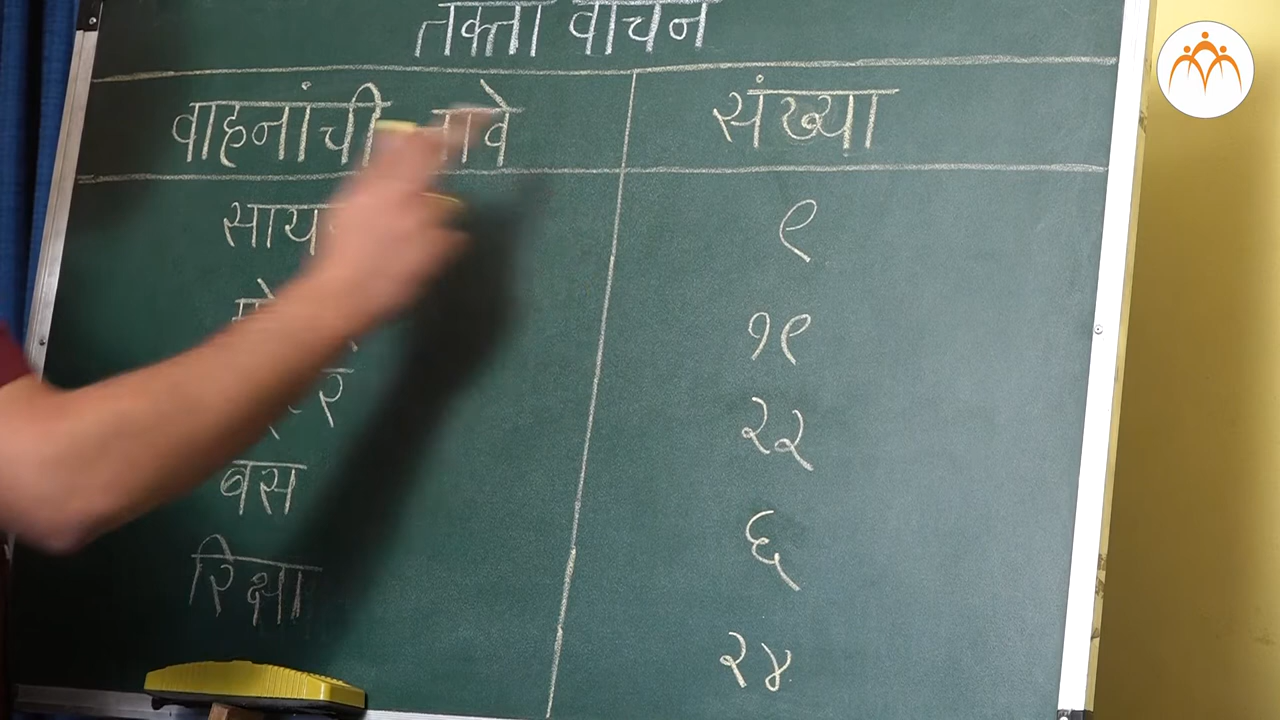 तक्ता वाचन
वाहनांची नावे संख्या
९
१९
२२
बस ६
रिक्षा २४